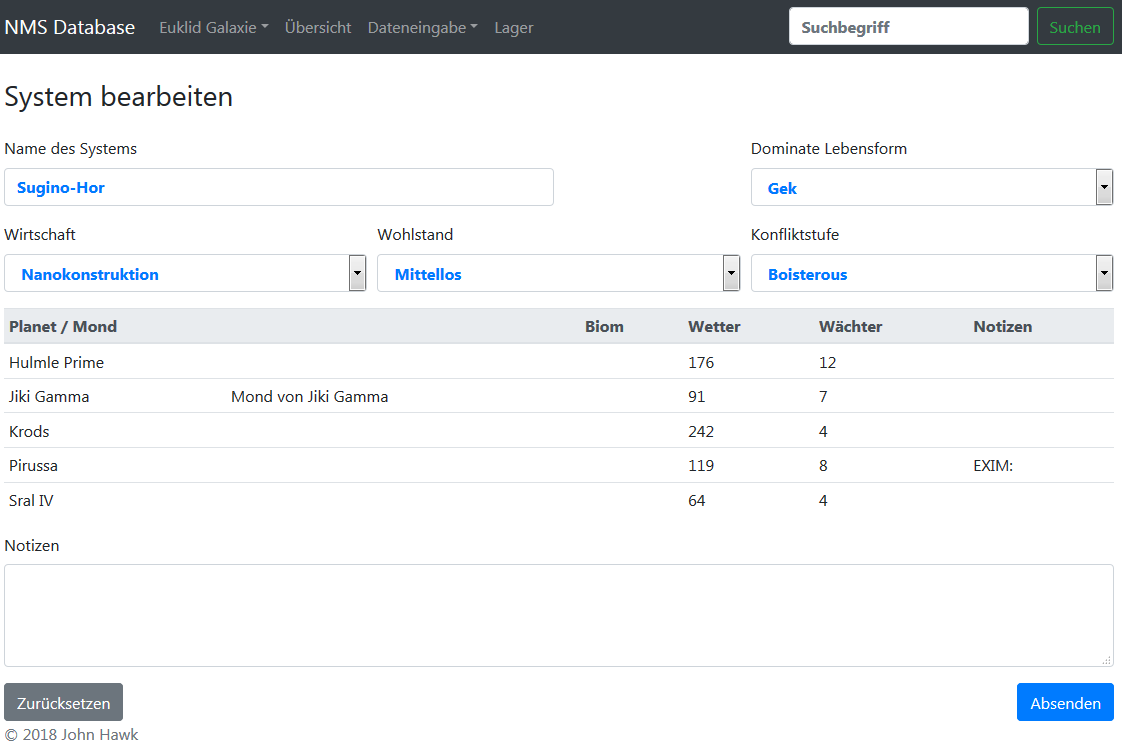 NMS Database Euklid Galaxie Übersicht Dateneingabe Lager Suchbegriff Suchen
System bearbeiten
Name des Systems Dominate Lebensform
Sugino-Hor Gek
Wirtschaft Wohlstand Konfliktstufe
Nanokonstruktion Mittellos Boisterous
Planet / Mond Biom Wetter Wächter Notizen
Hulmle Prime 176 12
Jiki Gamma Mond von Jiki Gamma 91 7
Krods 242 4
Pirussa 119 8 EXIM:
Sral IV 64 4
Notizen
Zurücksetzen Absenden
© 2018 John Hawk